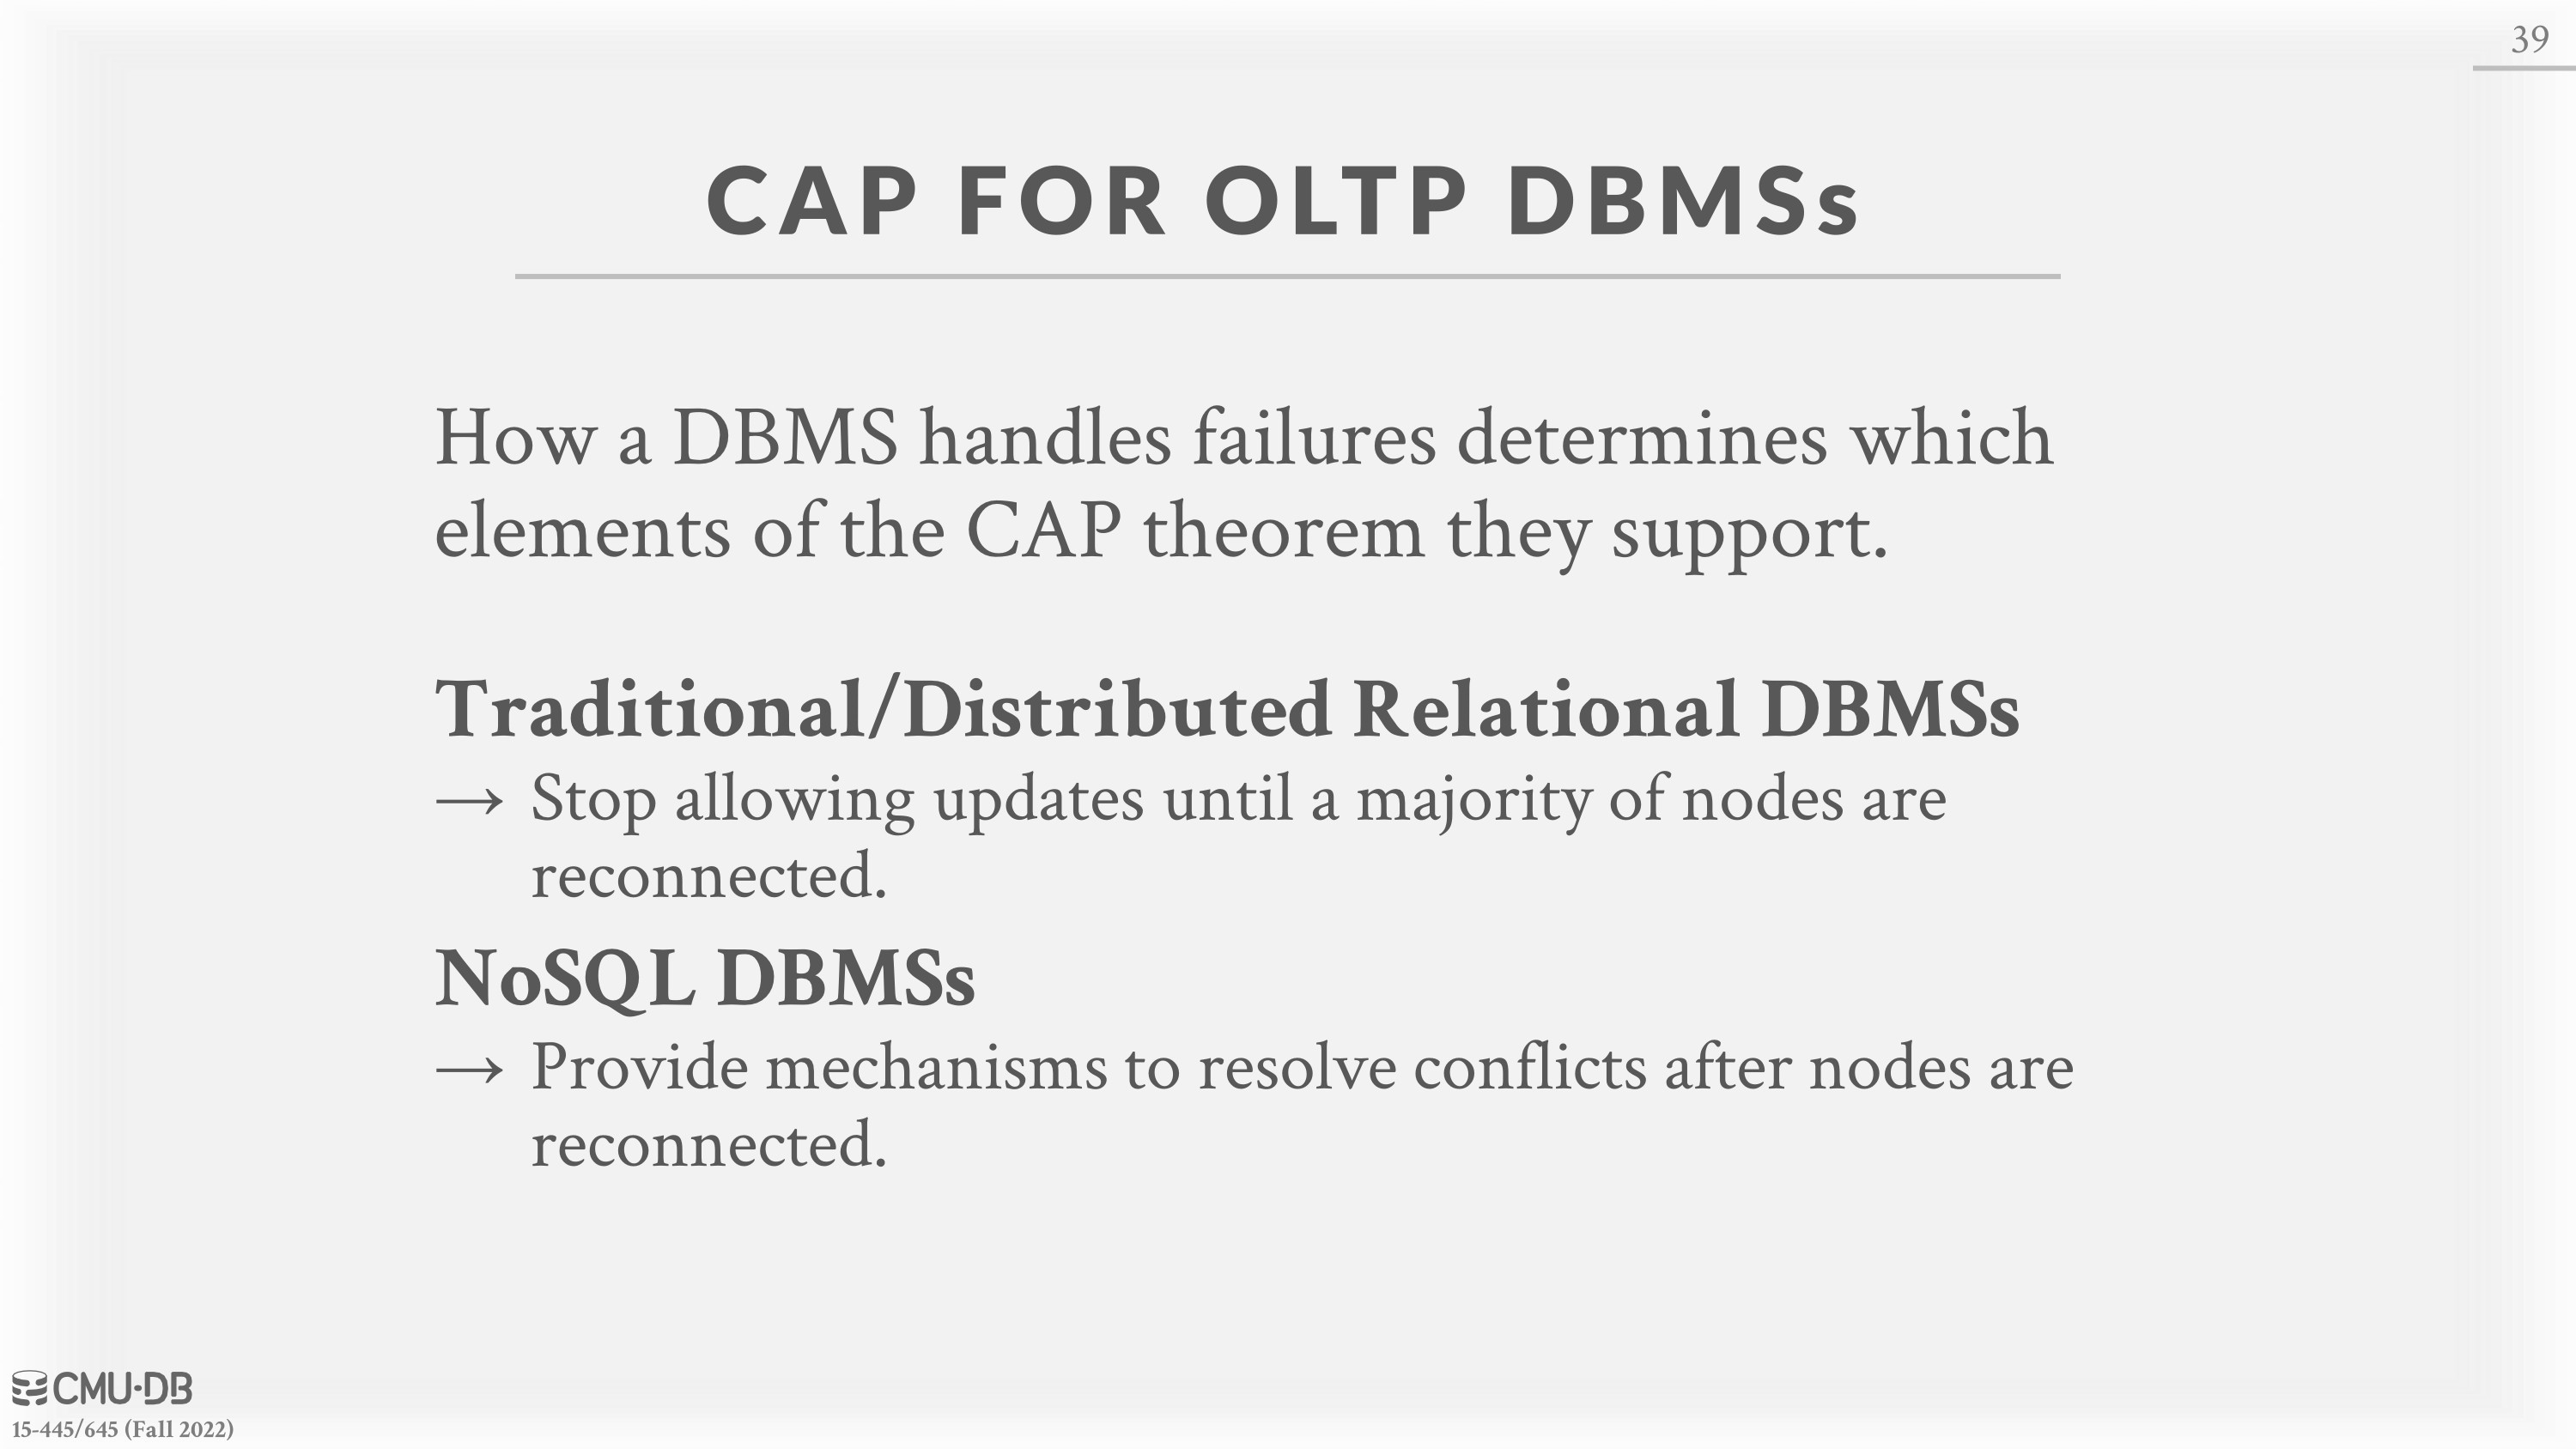 39
CAP FOR OLTP DBMSs
How a DBMS handles failures determines which
elements of the CAP theorem they support.
Traditional/Distributed Relational DBMSs
→ Stop allowing updates until a majority of nodes are
reconnected.
NoSQL DBMSs
→ Provide mechanisms to resolve conflicts after nodes are
reconnected.
CMU·DB
15-445/645 (Fall 2022)